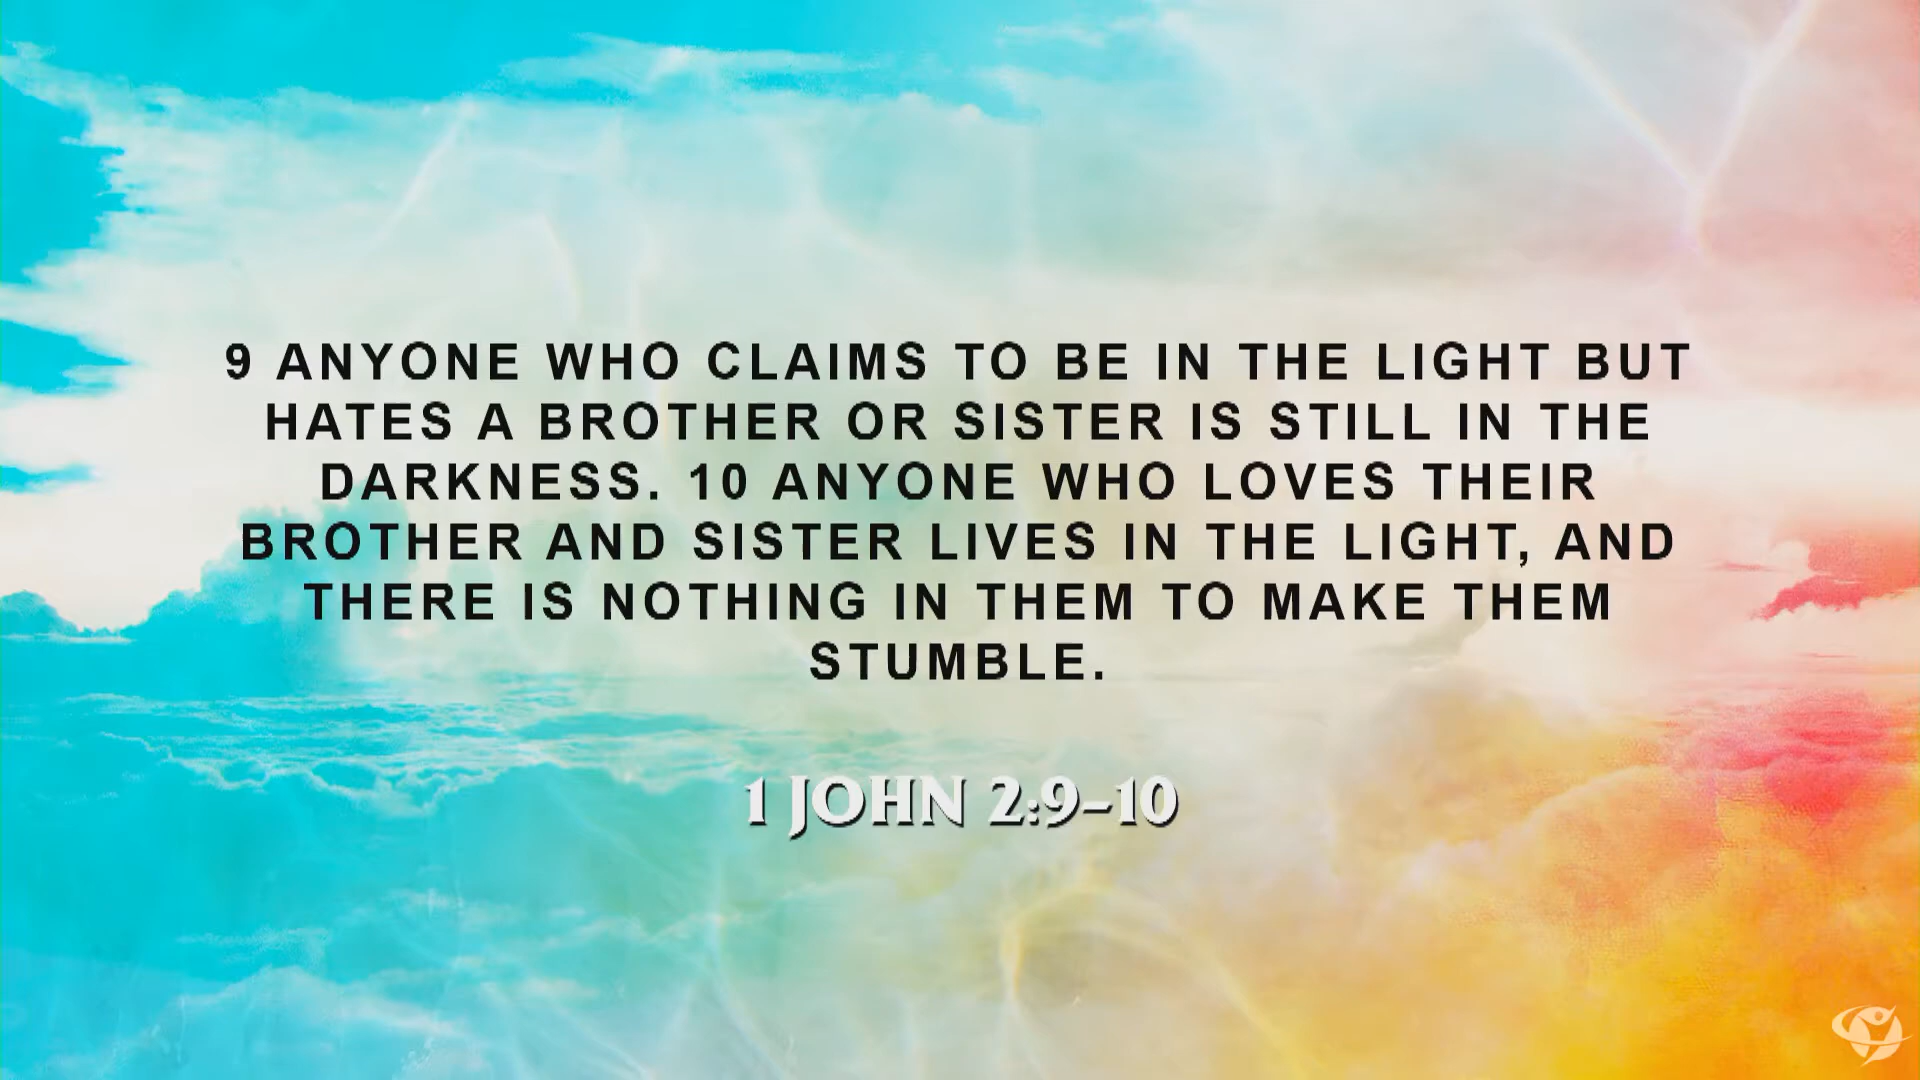 9 ANYONE WHO CLAIMS TO BE IN THE LIGHT BUT
HATES A BROTHER OR SISTER IS STILL IN THE
DARKNESS. 10 ANYONE WHO LOVES THEIR
BROTHER AND SISTER LIVES IN THE LIGHT, AND
THERE IS NOTHING IN THEM TO MAKE THEM
STUMBLE.
1 JOHN 2:9-10